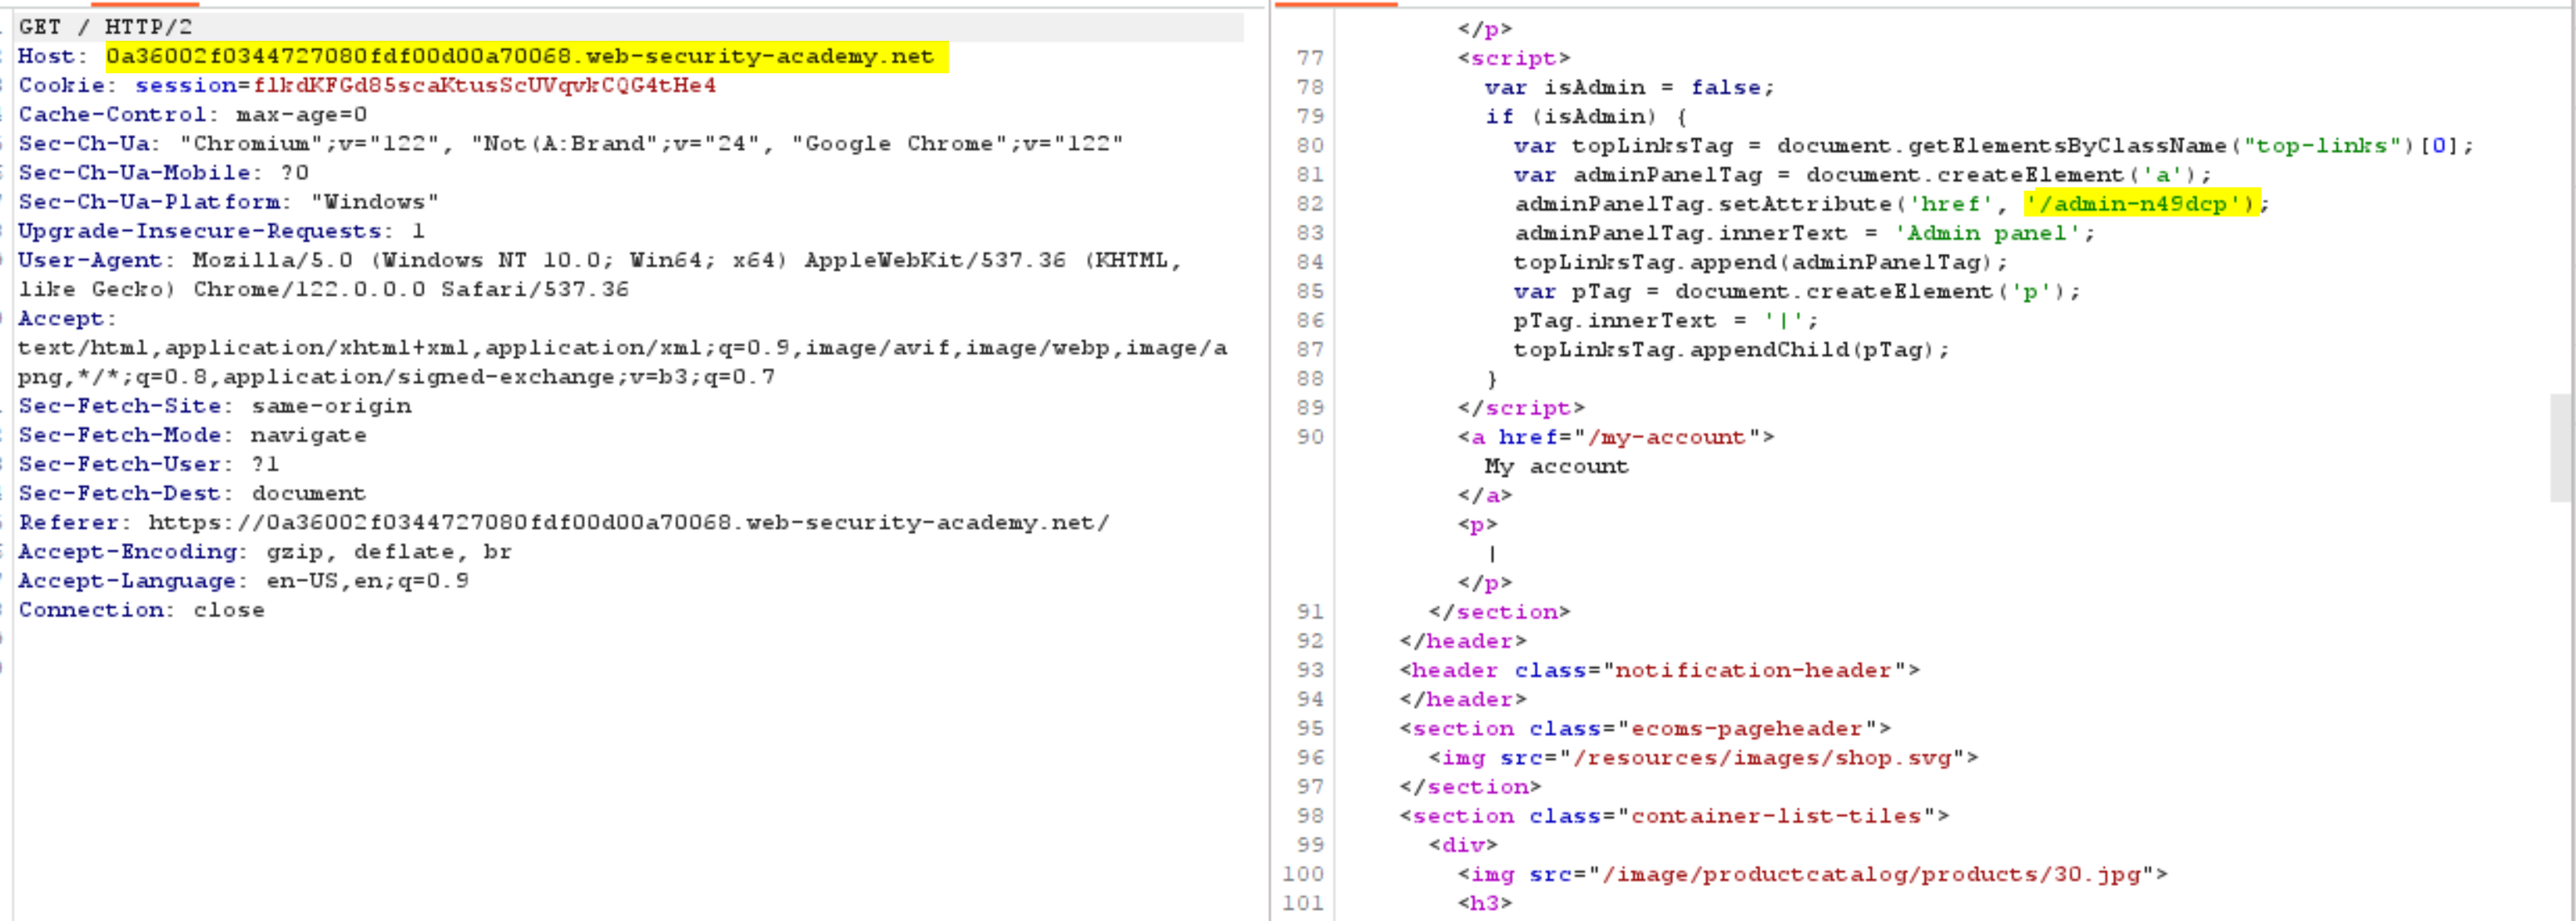 GET / HTTP/2
Host: 0a36002f0344727080fdf00d00a70068.web-security-academy.net
Cookie: session=flkdKFGd85scaKtusScUVqvkCQG4tHe4
Cache-Control: max-age=0
Sec-Ch-Ua: "Chromium";v="122", "Not(A:Brand";v="24", "Google Chrome";v="122"
Sec-Ch-Ua-Mobile: ?0
Sec-Ch-Ua-Platform: "Windows"
Upgrade-Insecure-Requests: 1
User-Agent: Mozilla/5.0 (Windows NT 10.0; Win64; x64) AppleWebKit/537.36 (KHTML,
like Gecko) Chrome/122.0.0.0 Safari/537.36
Accept:
text/html,application/xhtml+xml,application/xml;q=0.9,image/avif,image/webp,image/a
png,*/*;q=0.8,application/signed-exchange;v=b3;q=0.7
Sec-Fetch-Site: same-origin
Sec-Fetch-Mode: navigate
Sec-Fetch-User: ?1
Sec-Fetch-Dest: document
Referer: https://0a36002f0344727080fdf00d00a70068.web-security-academy.net/
Accept-Encoding: gzip, deflate, br
Accept-Language: en-US,en;q=0.9
Connection: close
</p>
77 <script>
78 var isAdmin = false;
79 if (isAdmin) {
80 var topLinksTag = document.getElementsByClassName("top-links")[0];
81 var adminPanelTag = document.createElement('a');
82 adminPanelTag.setAttribute('href', '/admin-n49dcp');
83 adminPanelTag.innerText = 'Admin panel';
84 topLinksTag.append(adminPanelTag);
85 var pTag = document.createElement('p');
86 pTag.innerText = '|';
87 topLinksTag.appendChild(pTag);
88 }
89 </script>
90 <a href="/my-account">
My account
</a>
<p>
|
</p>
91 </section>
92 </header>
93 <header class="notification-header">
94 </header>
95 <section class="ecoms-pageheader">
96 <img src="/resources/images/shop.svg">
97 </section>
98 <section class="container-list-tiles">
99 <div>
100 <img src="/image/productcatalog/products/30.jpg">
101 <h3>